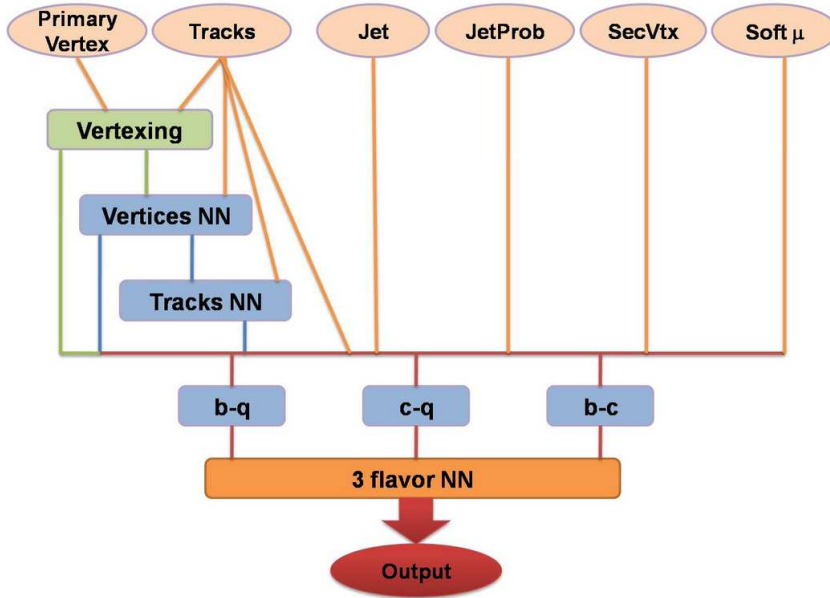 Primary
Vertex
Tracks
Jet
JetProb
SecVtx
Soft μ
Vertexing
Vertices NN
Tracks NN
b-q
c-q
b-c
3 flavor NN
Output